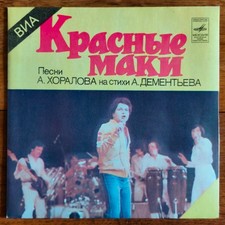 ВИА
Красные
маки
Песни
А. ХОРАЛОВА на стихи А. ДЕМЕНТЬЕВА